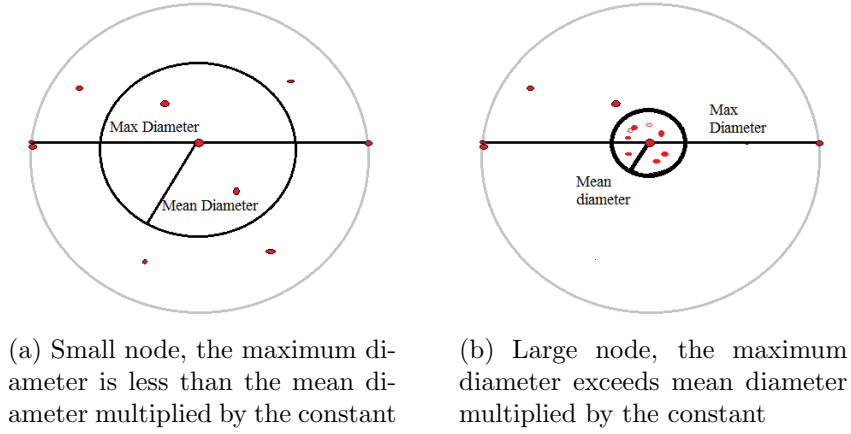 Max Diameter
Mean Diameter
Max
Diameter
Mean
diameter
(a) Small node, the maximum di-
ameter is less than the mean di-
ameter multiplied by the constant
(b) Large node, the maximum
diameter exceeds mean diameter
multiplied by the constant